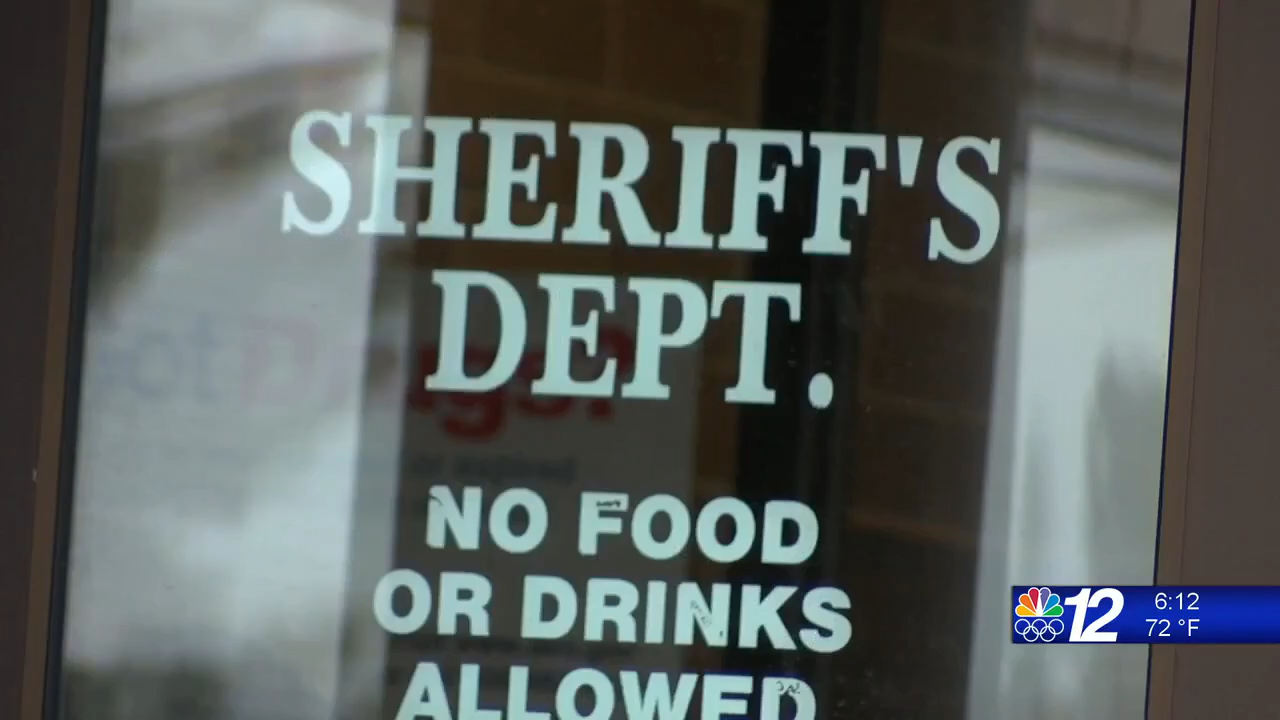 SHERIFF'S
DEPT.
NO FOOD
OR DRINKS
ALLOWED
12
6:12
72 °F